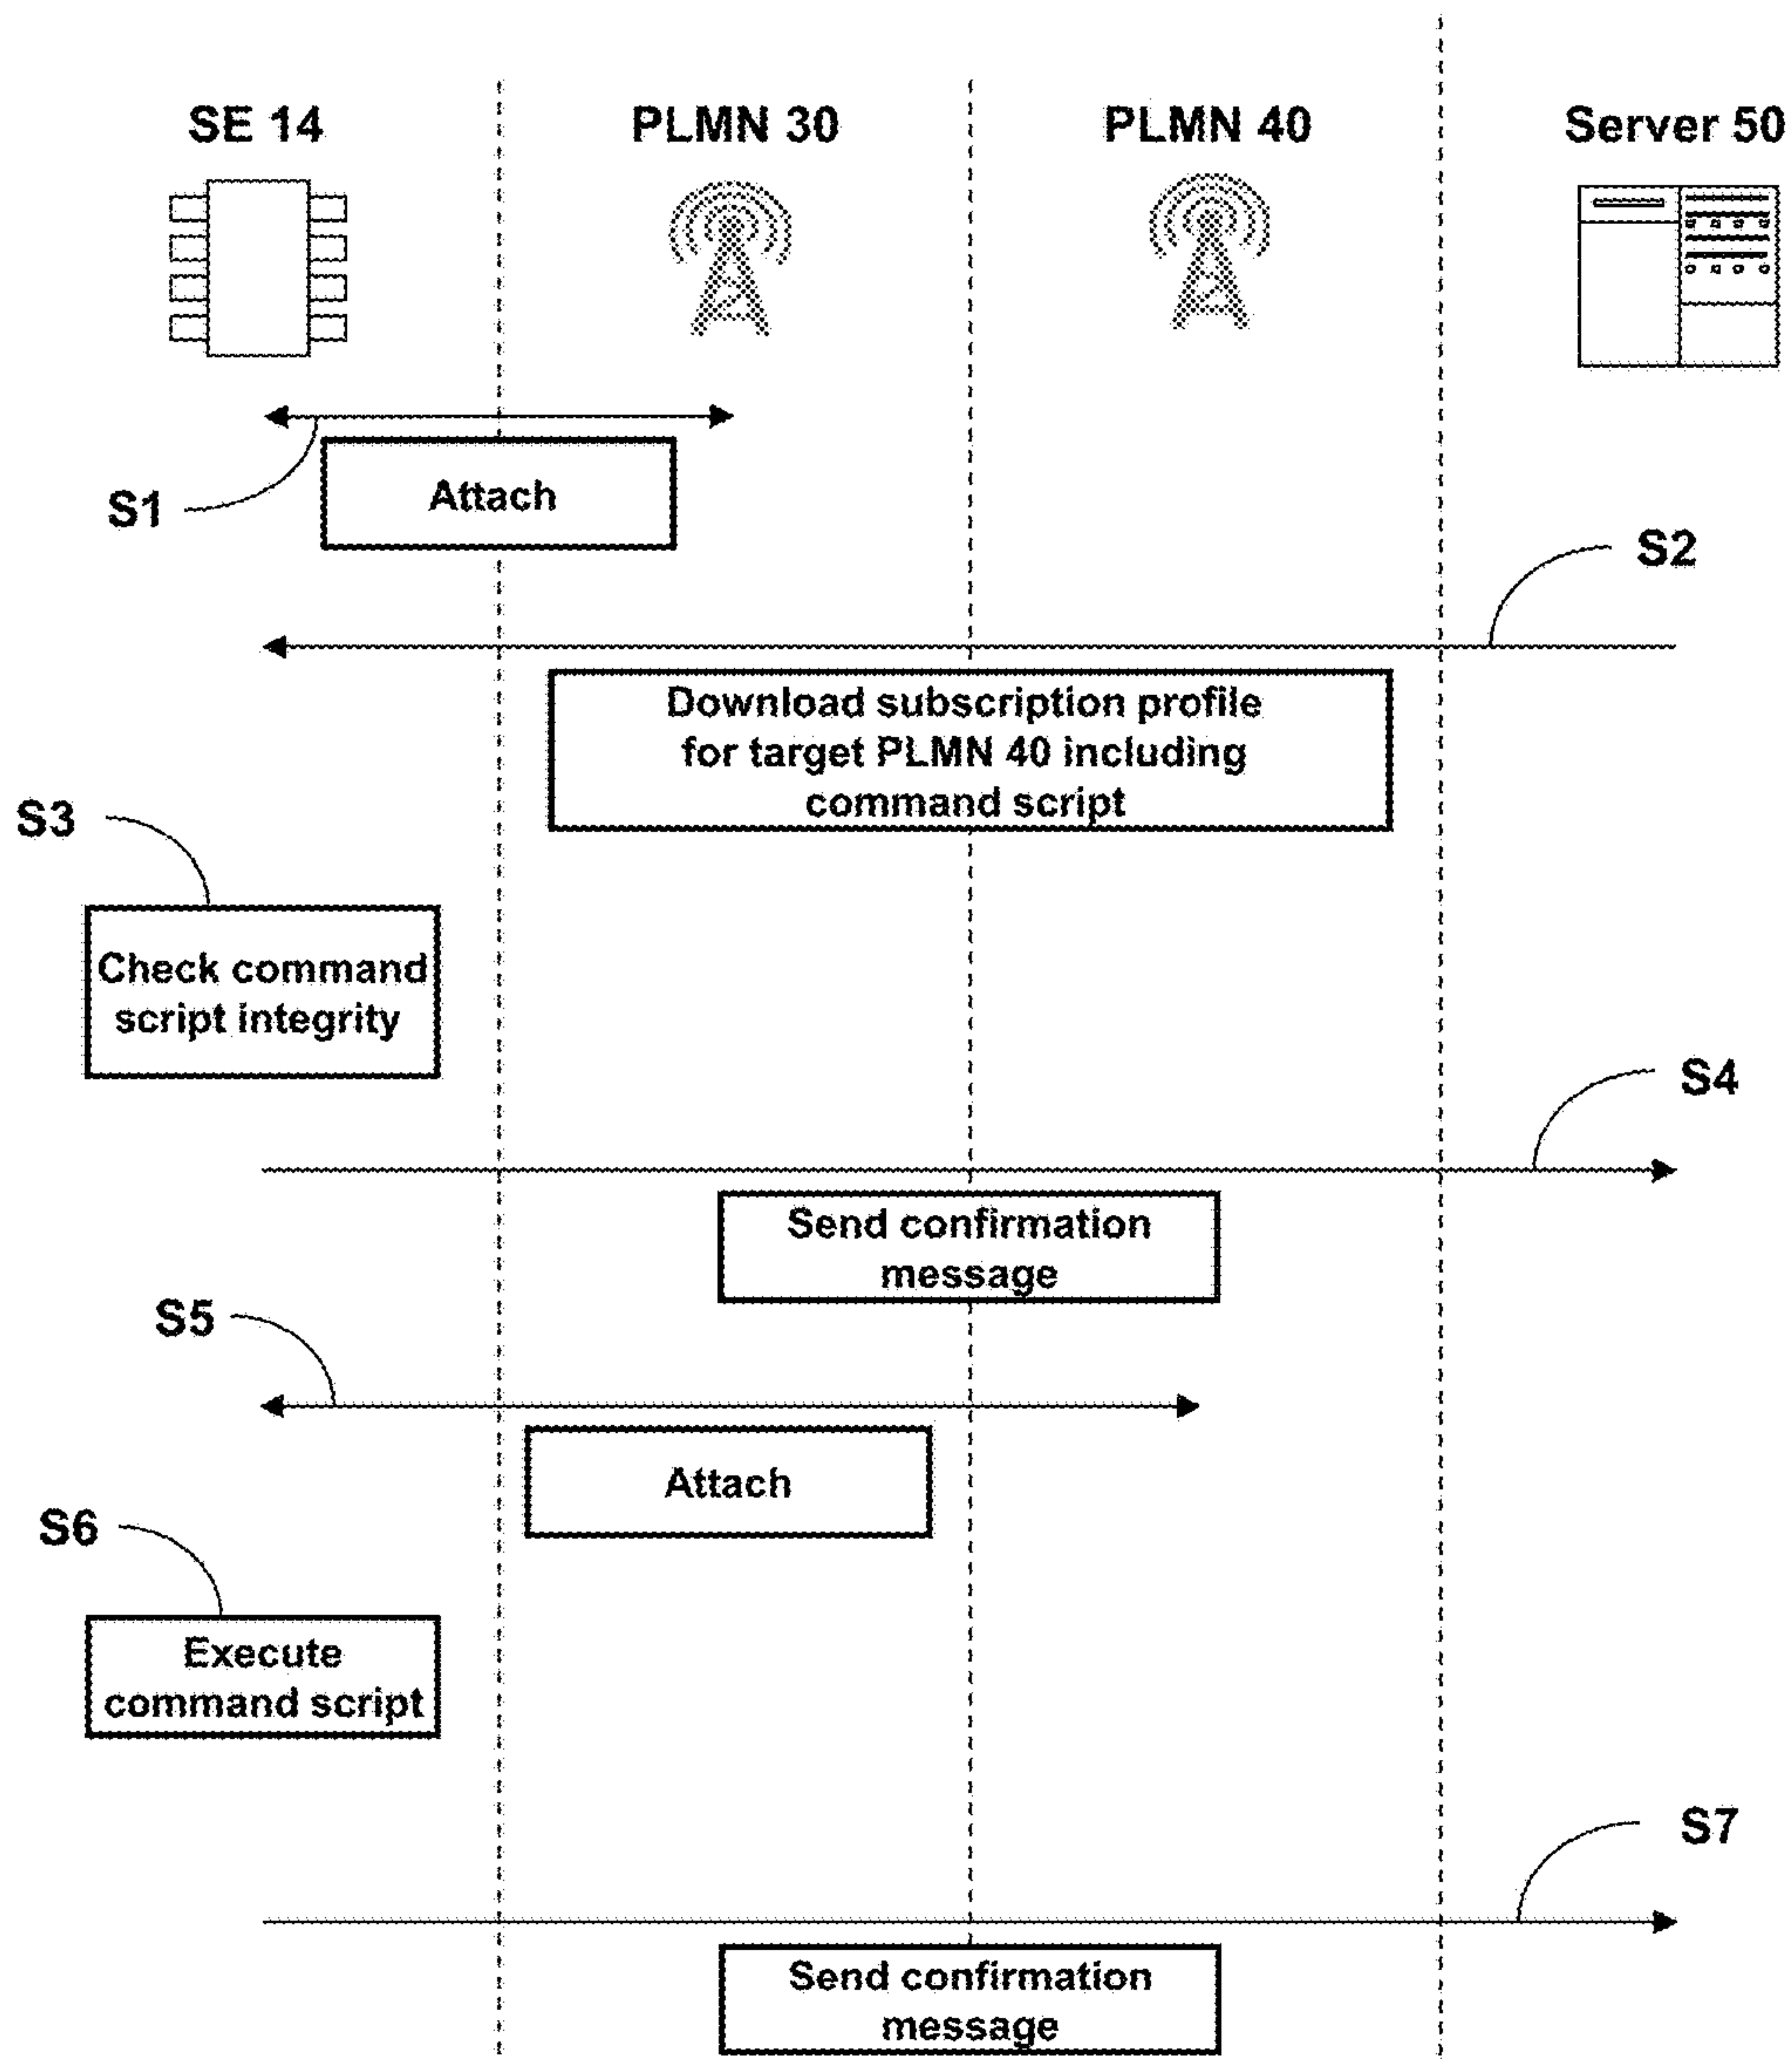 SE 14
PLMN 30
PLMN 40
Server 50
S1
Attach
S2
Download subscription profile
for target PLMN 40 including
command script
S3
Check command
script integrity
S4
Send confirmation
message
S5
Attach
S6
Execute
command script
S7
Send confirmation
message